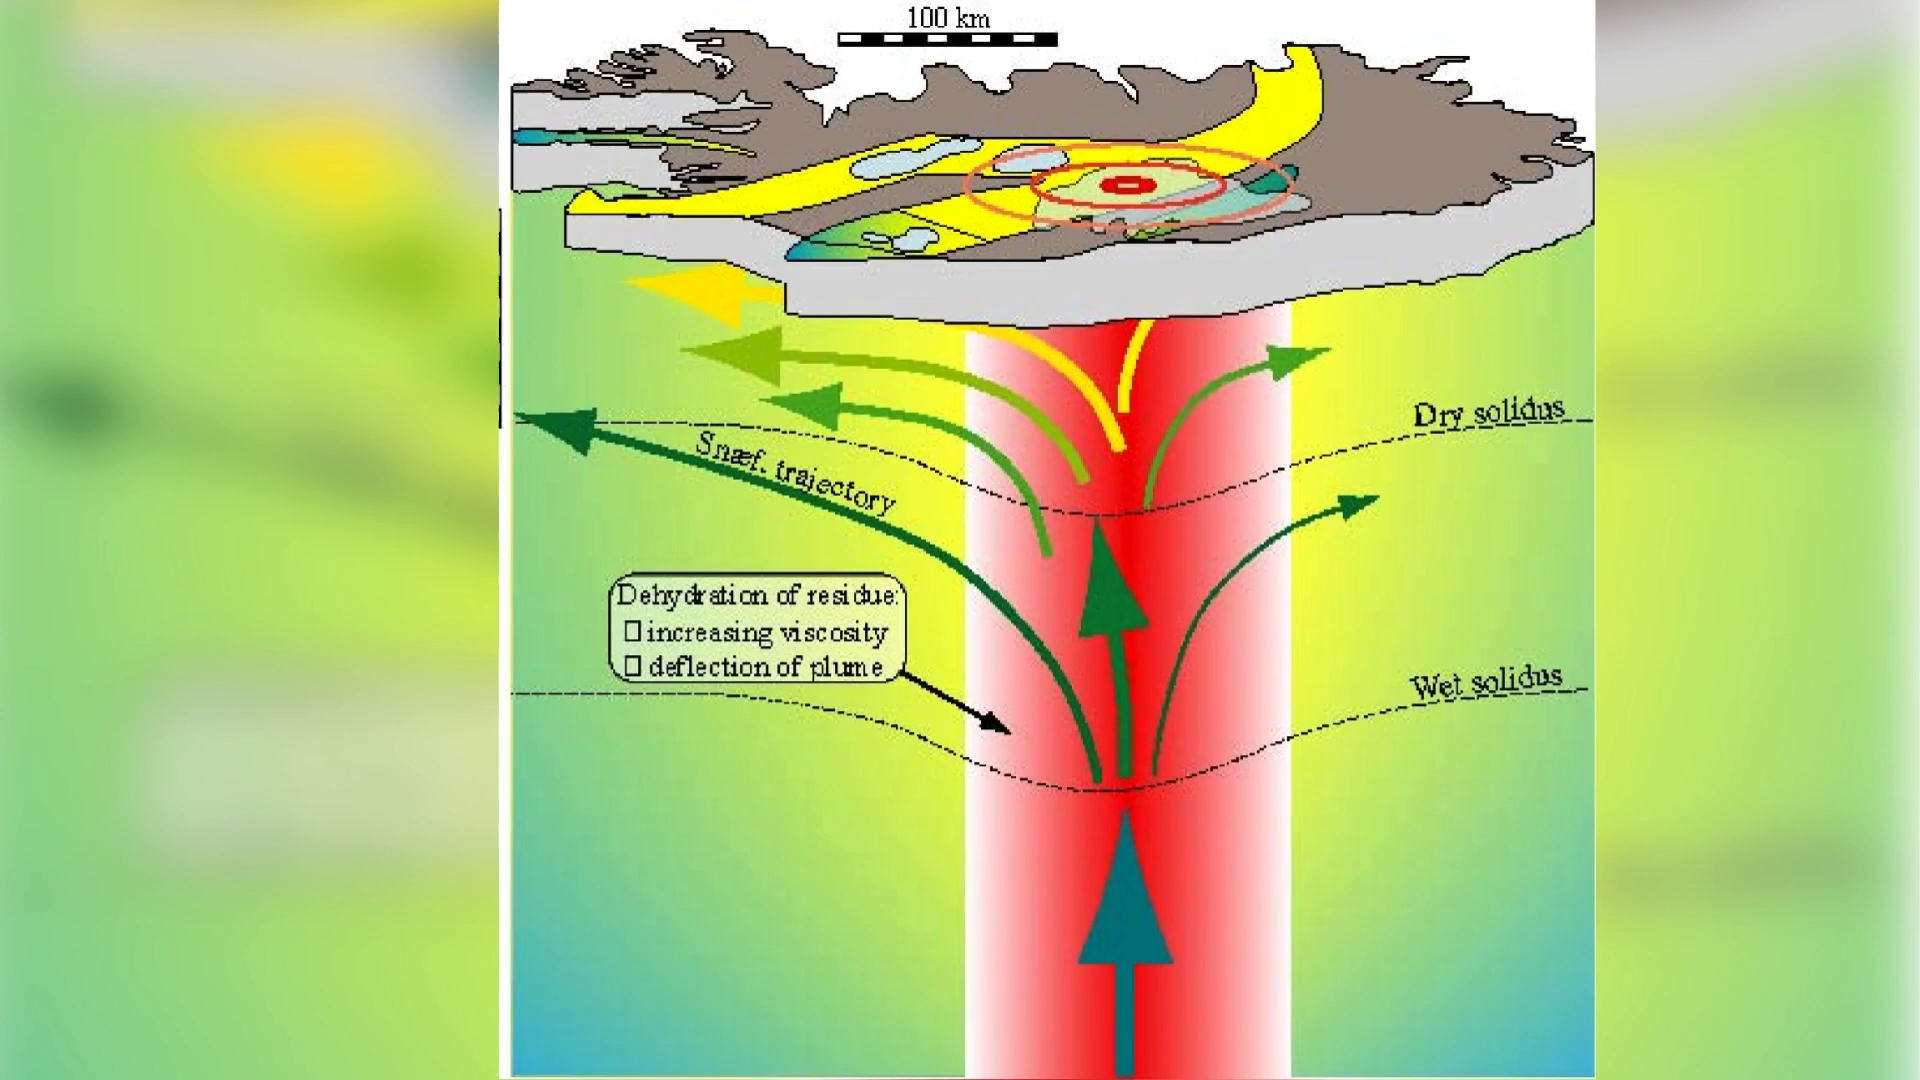 100 km
Dry solidus
Snæf. trajectory
Dehydration of residue:
increasing viscosity
deflection of plume
Wet solidus